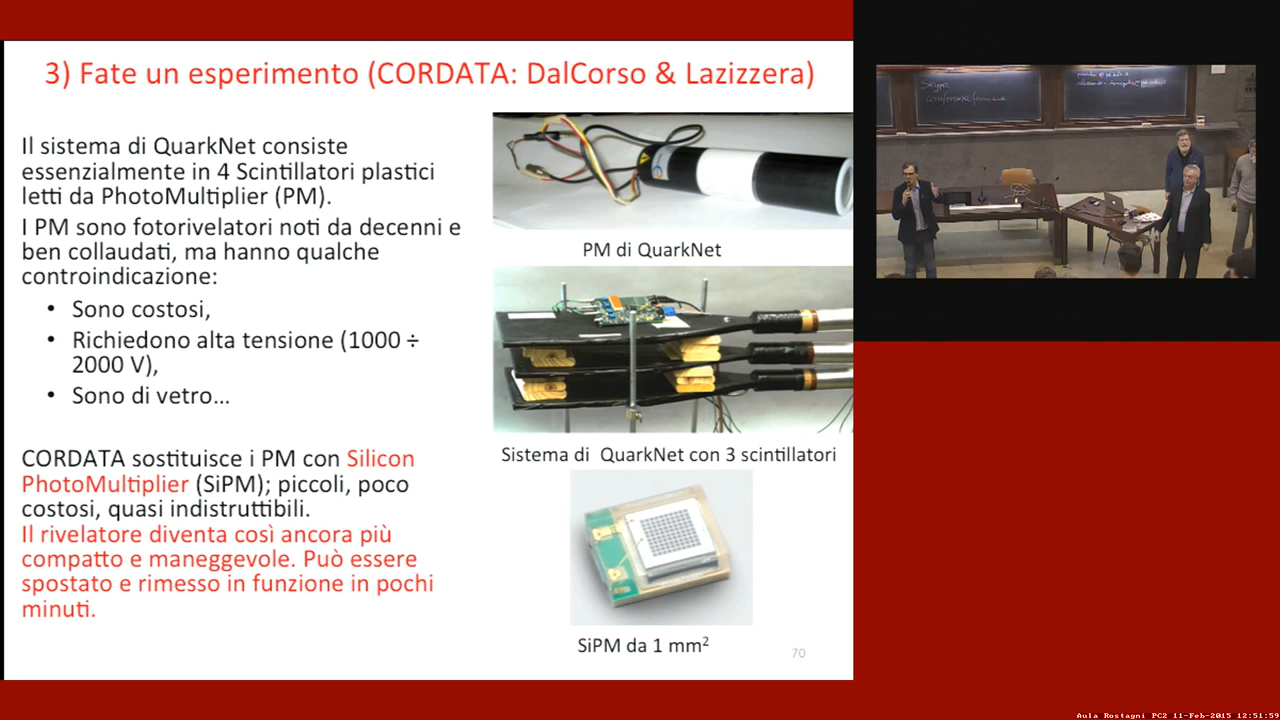 3) Fate un esperimento (CORDATA: DalCorso & Lazizzera)
Il sistema di QuarkNet consiste
essenzialmente in 4 Scintillatori plastici
letti da PhotoMultiplier (PM).
I PM sono fotorivelatori noti da decenni e
ben collaudati, ma hanno qualche
controindicazione:
• Sono costosi,
• Richiedono alta tensione (1000 ÷
2000 V),
• Sono di vetro...
CORDATA sostituisce i PM con Silicon
PhotoMultiplier (SiPM); piccoli, poco
costosi, quasi indistruttibili.
Il rivelatore diventa così ancora più
compatto e maneggevole. Può essere
spostato e rimesso in funzione in pochi
minuti.
PM di QuarkNet
Sistema di QuarkNet con 3 scintillatori
SiPM da 1 mm²
70
Skype
Aula Rostagni PC2 11-Feb-2015 12:51:59